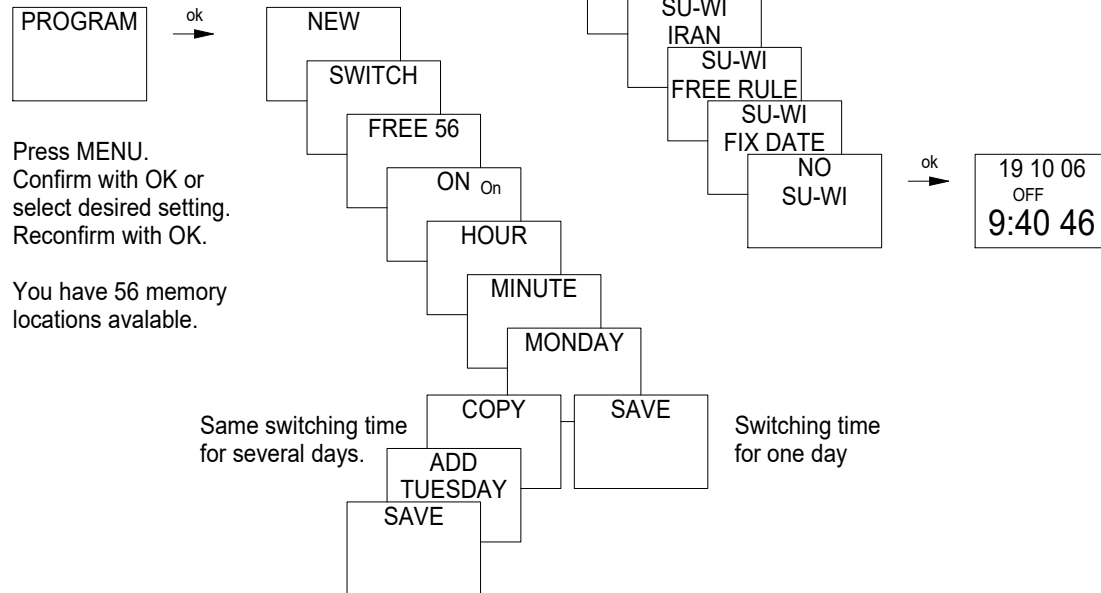 PROGRAM
ok
NEW
SWITCH
FREE 56
ON On
HOUR
MINUTE
MONDAY
COPY
SAVE
ADD
TUESDAY
SAVE
Press MENU.
Confirm with OK or
select desired setting.
Reconfirm with OK.
You have 56 memory
locations avalable.
Same switching time
for several days.
Switching time
for one day
SU-WI
IRAN
SU-WI
FREE RULE
SU-WI
FIX DATE
NO
SU-WI
ok
19 10 06
OFF
9:40 46